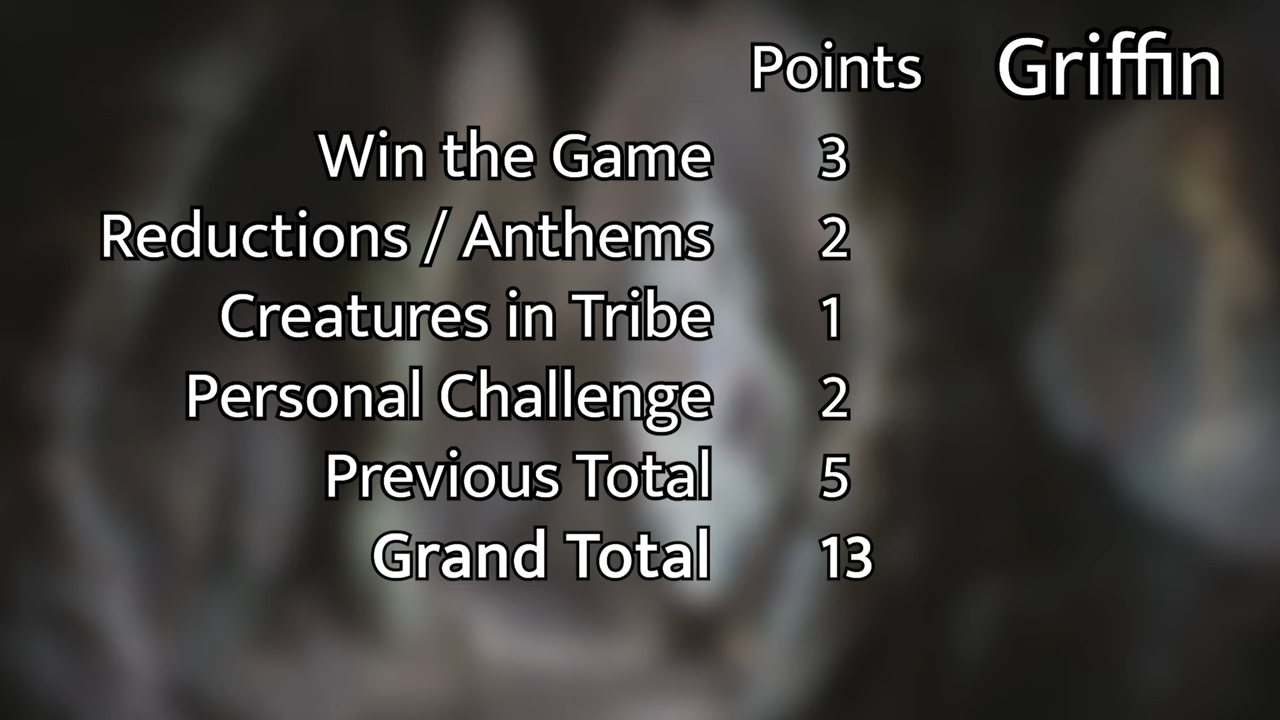 Points Griffin
Win the Game 3
Reductions / Anthems 2
Creatures in Tribe 1
Personal Challenge 2
Previous Total 5
Grand Total 13